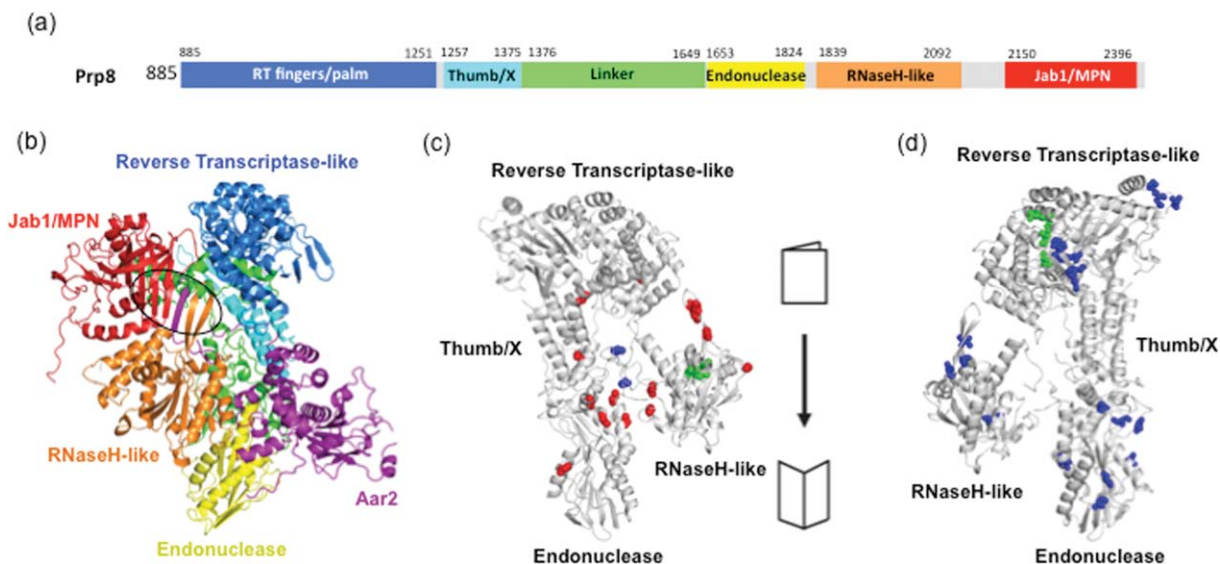 (a)
885 1251 1257 1375 1376 1649 1653 1824 1839 2092 2150 2396
Prp8 885 RT fingers/palm Thumb/X Linker Endonuclease RNaseH-like Jab1/MPN
(b)
Reverse Transcriptase-like
Jab1/MPN
RNaseH-like
Aar2
Endonuclease
(c)
Reverse Transcriptase-like
Thumb/X
RNaseH-like
Endonuclease
(d)
Reverse Transcriptase-like
Thumb/X
RNaseH-like
Endonuclease